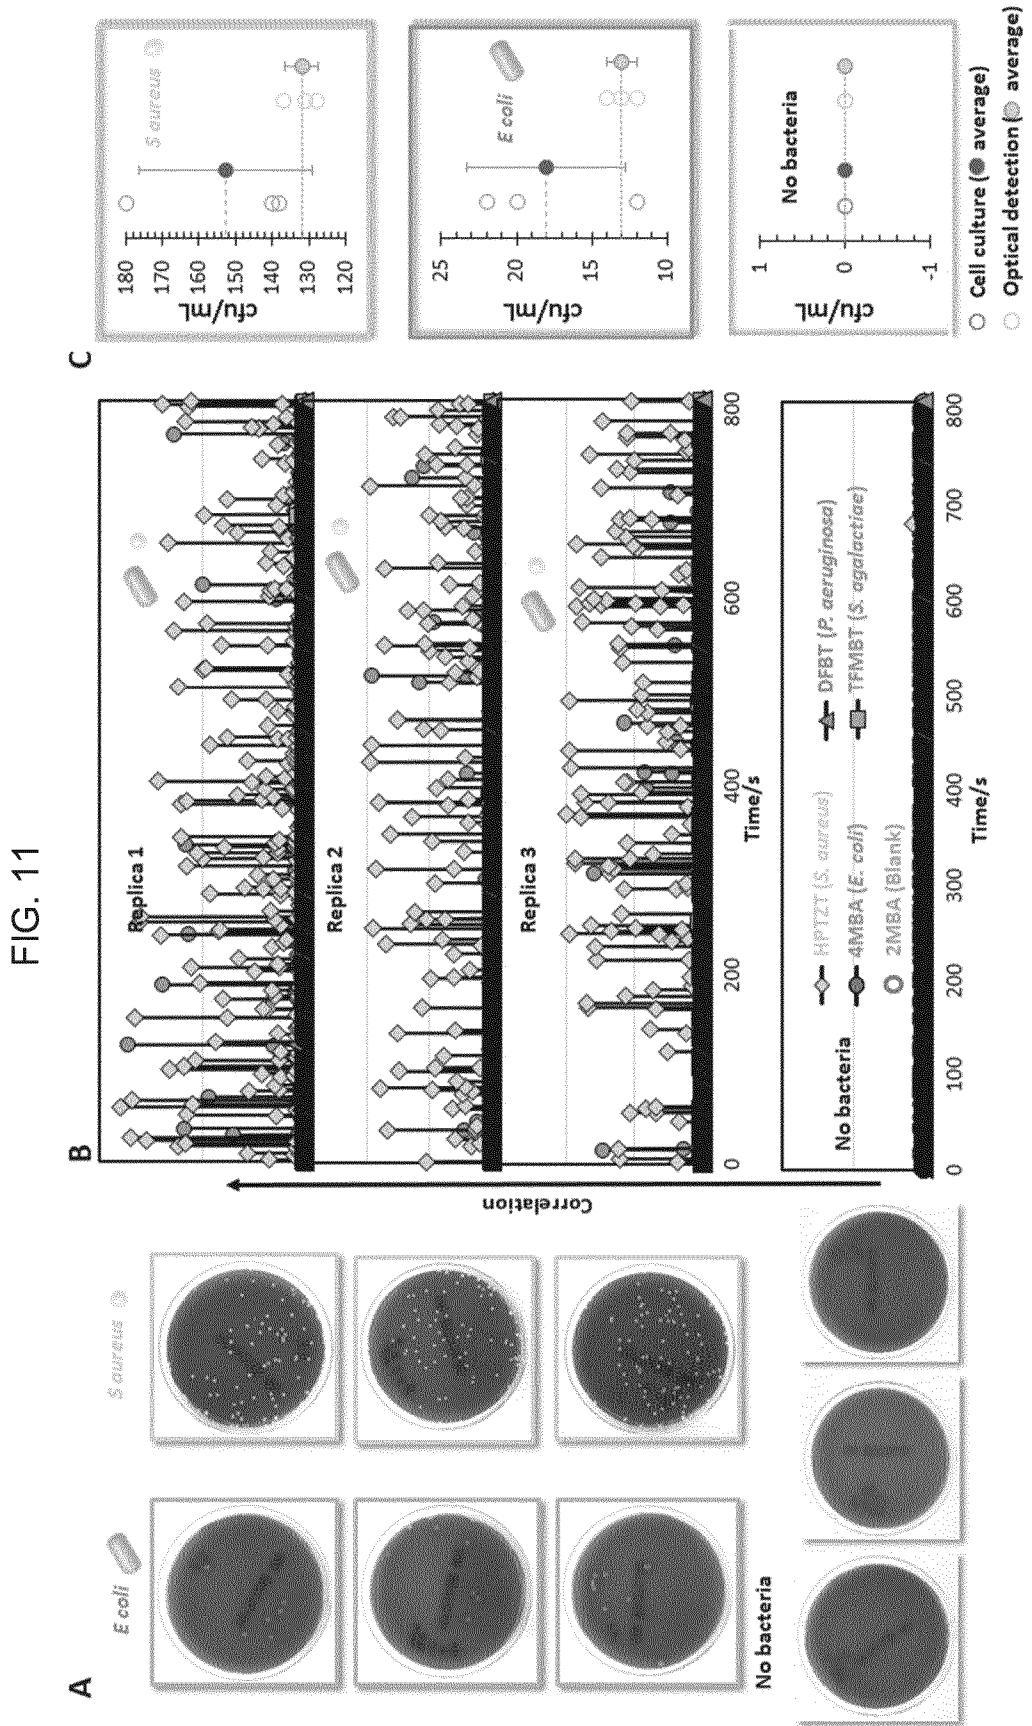 FIG. 11
A
E coli
S aureus
No bacteria
B
Correlation
Replica 1
Replica 2
Replica 3
0
200
400
600
800
Time/s
No bacteria
HPTZT (S. aureus)
DFBT (P. aeruginosa)
4MBA (E. coli)
TFMBT (S. agalactiae)
2MBA (Blank)
0
100
200
300
400
500
600
700
800
Time/s
C
S aureus
cfu/mL
180
170
160
150
140
130
120
E coli
cfu/mL
25
20
15
10
No bacteria
cfu/mL
1
0
-1
Cell culture ( average)
Optical detection ( average)